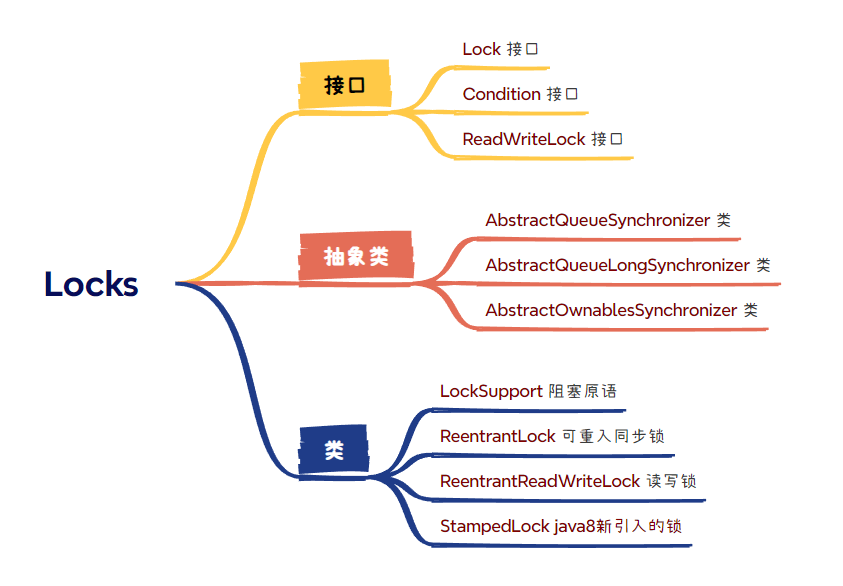 Locks
接口
Lock 接口
Condition 接口
ReadWriteLock 接口
抽象类
AbstractQueueSynchronizer 类
AbstractQueueLongSynchronizer 类
AbstractOwnablesSynchronizer 类
类
LockSupport 阻塞原语
ReentrantLock 可重入同步锁
ReentrantReadWriteLock 读写锁
StampedLock java8新引入的锁